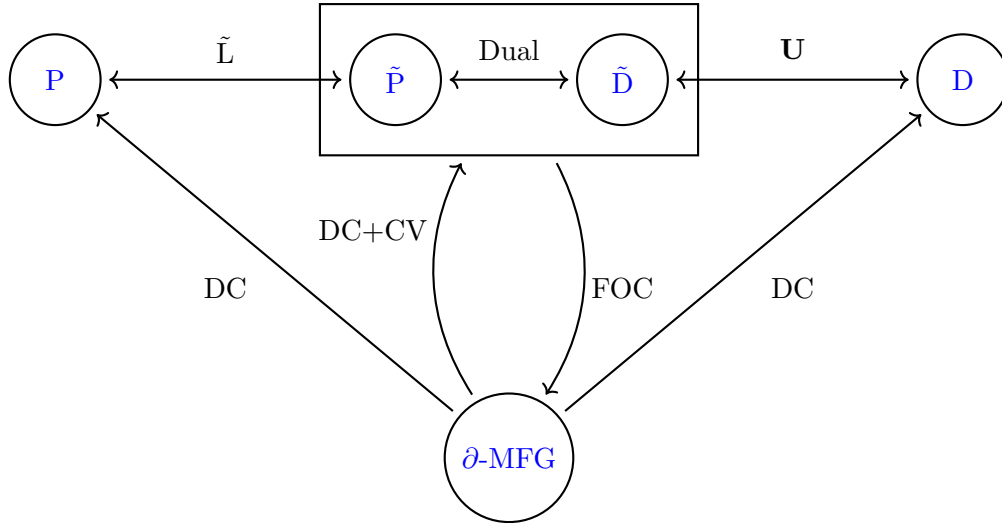 L̃ Dual U
P P̃ D̃ D
DC+CV
DC FOC DC
∂-MFG